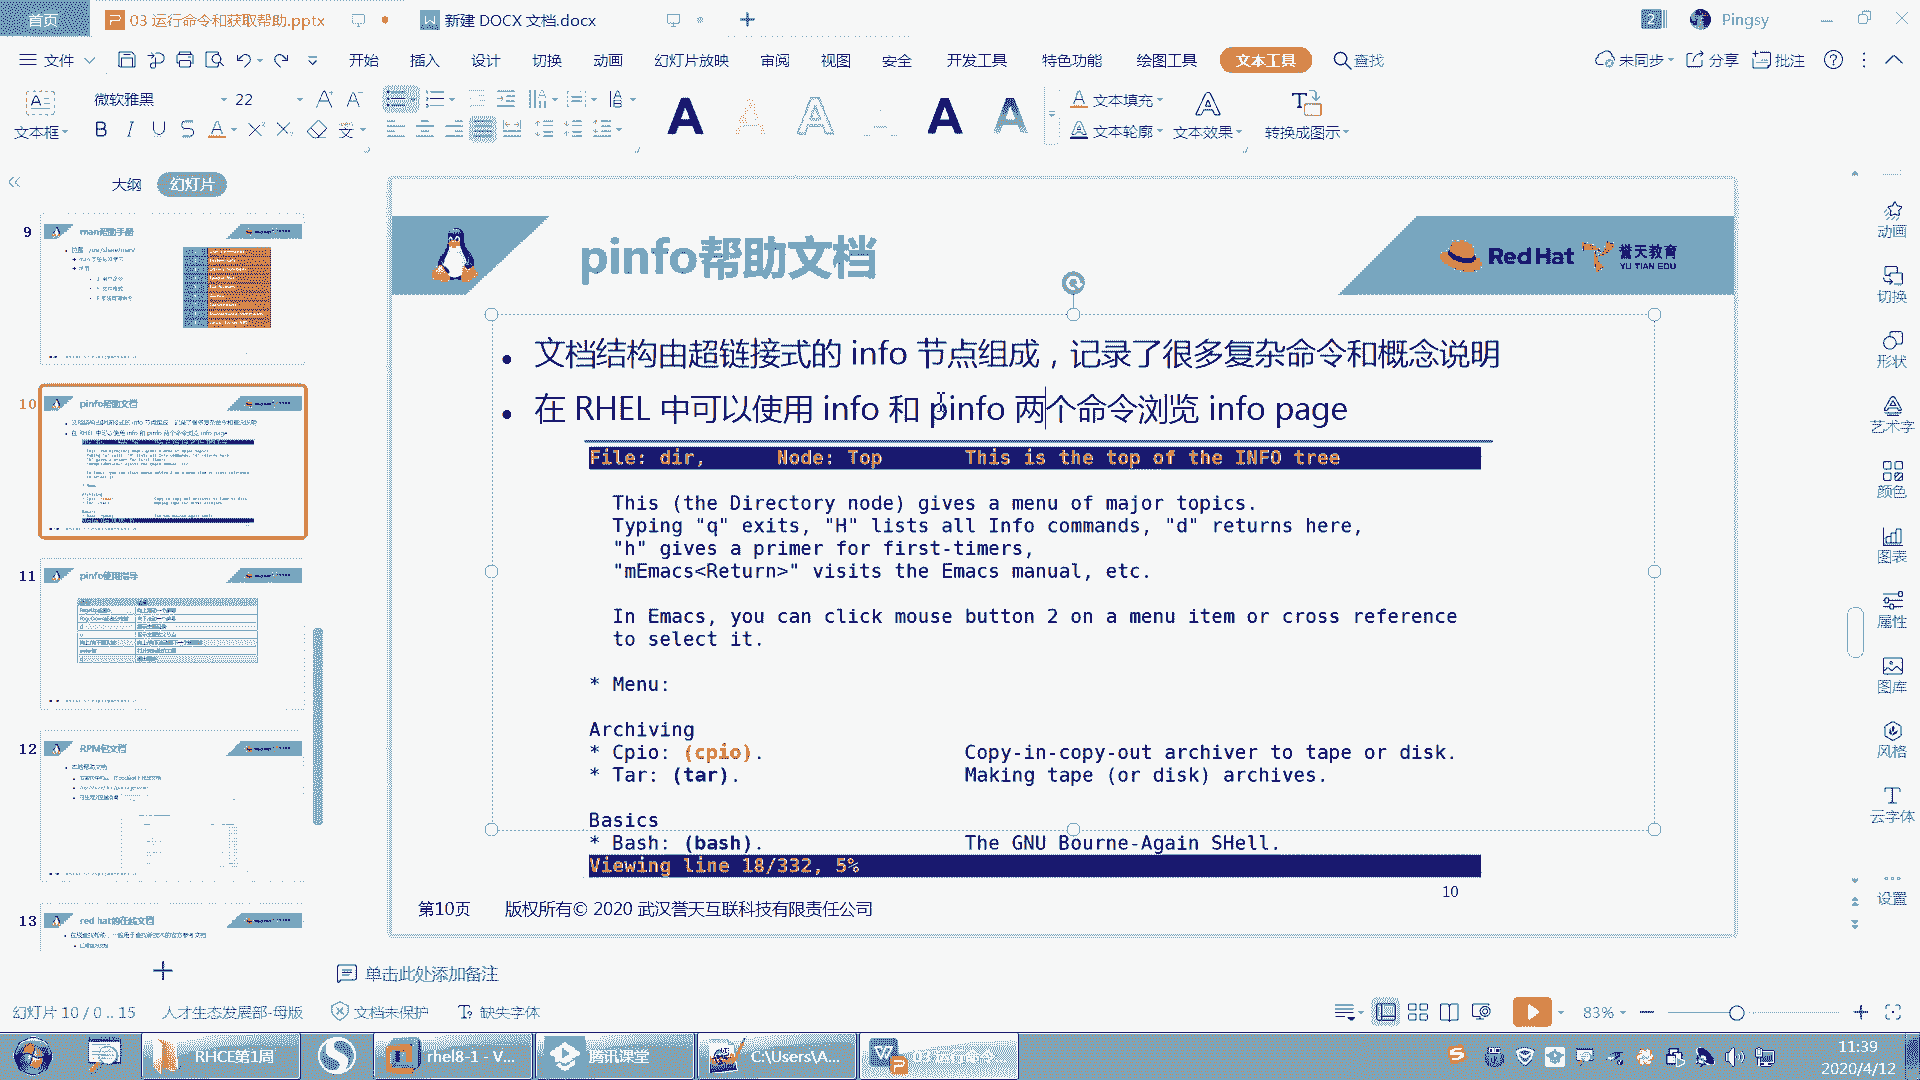 首页
03 运行命令和获取帮助.pptx
新建 DOCX 文档.docx
2
Pingsy
文件
开始 插入 设计 切换 动画 幻灯片放映 审阅 视图 安全 开发工具 特色功能 绘图工具 文本工具 查找
未同步 分享 批注
文本框
微软雅黑 22
文本填充
文本轮廓
文本效果
转换成图示
大纲 幻灯片
9
man帮助手册
10
pinfo帮助文档
11
pinfo使用指导
12
RPM包文档
13
red hat的在线文档
pinfo帮助文档
Red Hat
誉天教育
YU TIAN EDU
• 文档结构由超链接式的 info 节点组成，记录了很多复杂命令和概念说明
• 在 RHEL 中可以使用 info 和 pinfo 两个命令浏览 info page
File: dir, Node: Top This is the top of the INFO tree
This (the Directory node) gives a menu of major topics.
Typing "q" exits, "H" lists all Info commands, "d" returns here,
"h" gives a primer for first-timers,
"mEmacs<Return>" visits the Emacs manual, etc.
In Emacs, you can click mouse button 2 on a menu item or cross reference
to select it.
* Menu:
Archiving
* Cpio: (cpio). Copy-in-copy-out archiver to tape or disk.
* Tar: (tar). Making tape (or disk) archives.
Basics
* Bash: (bash). The GNU Bourne-Again SHell.
Viewing line 18/332, 5%
10
第10页 版权所有© 2020 武汉誉天互联科技有限责任公司
动画
切换
形状
艺术字
颜色
图表
属性
图库
风格
云字体
设置
单击此处添加备注
幻灯片 10 / 0 .. 15 人才生态发展部-母版 文档未保护 缺失字体
83%
RHCE第1周
rhel8-1 - V...
腾讯课堂
C:\Users\A...
03 运行命令...
11:39
2020/4/12